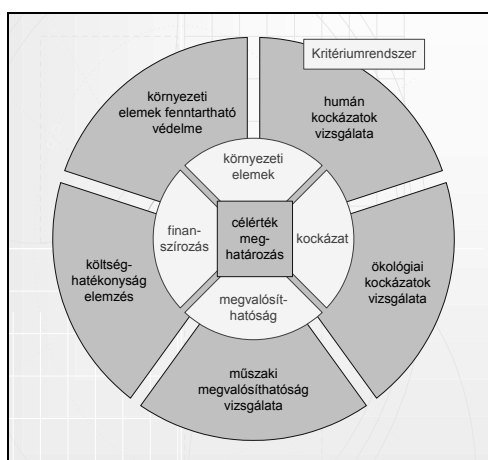 Kritériumrendszer
környezeti
elemek fenntartható
védelme
humán
kockázatok
vizsgálata
környezeti
elemek
finan-
szírozás
célérték
meg-
határozás
kockázat
költség-
hatékonyság
elemzés
ökológiai
kockázatok
vizsgálata
megvalósít-
hatóság
műszaki
megvalósíthatóság
vizsgálata